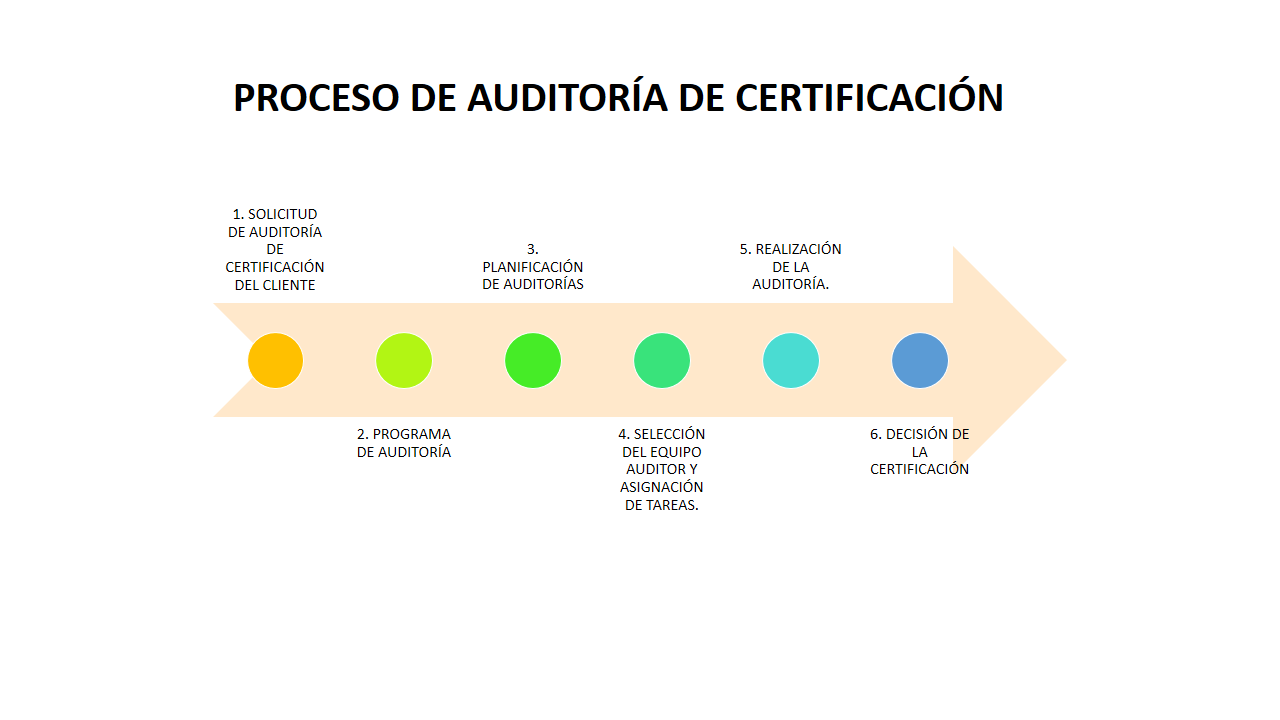 PROCESO DE AUDITORÍA DE CERTIFICACIÓN
1. SOLICITUD
DE AUDITORÍA
DE
CERTIFICACIÓN
DEL CLIENTE
2. PROGRAMA
DE AUDITORÍA
3.
PLANIFICACIÓN
DE AUDITORÍAS
4. SELECCIÓN
DEL EQUIPO
AUDITOR Y
ASIGNACIÓN
DE TAREAS.
5. REALIZACIÓN
DE LA
AUDITORÍA.
6. DECISIÓN DE
LA
CERTIFICACIÓN